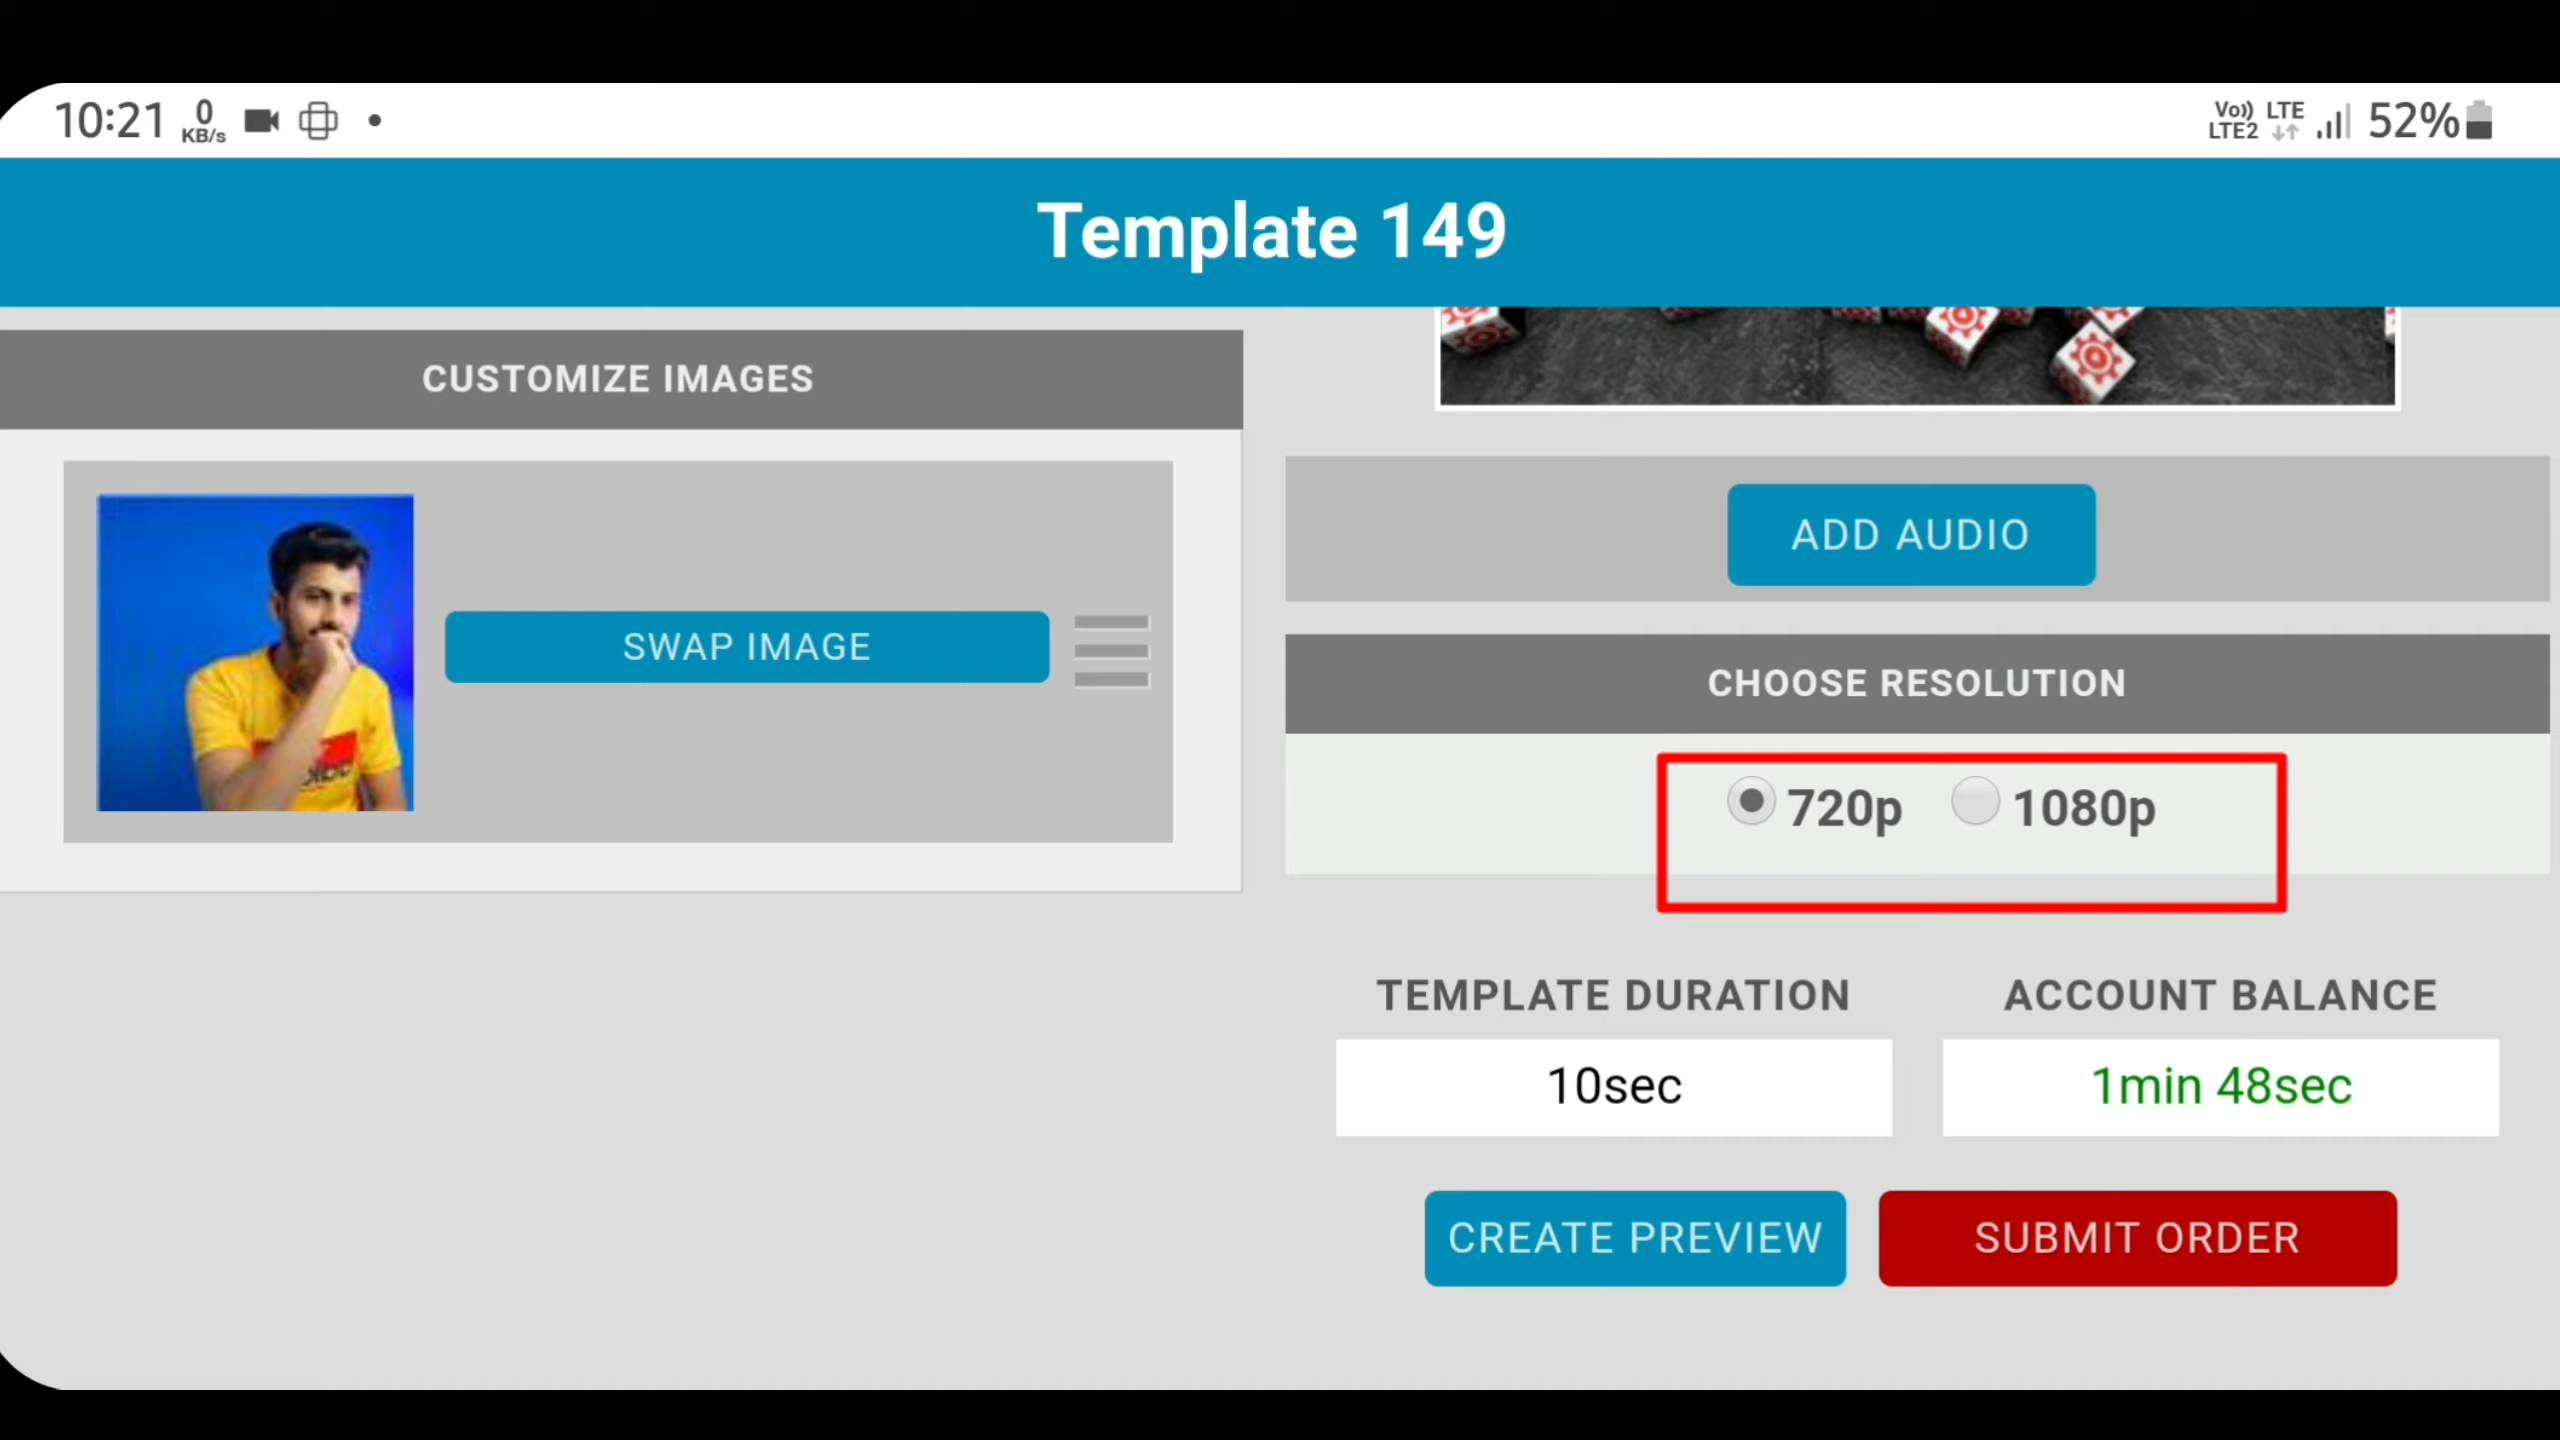 10:21 0 KB/s Vo)) LTE2 LTE 52%
Template 149
CUSTOMIZE IMAGES
SWAP IMAGE
ADD AUDIO
CHOOSE RESOLUTION
720p 1080p
TEMPLATE DURATION ACCOUNT BALANCE
10sec 1min 48sec
CREATE PREVIEW SUBMIT ORDER